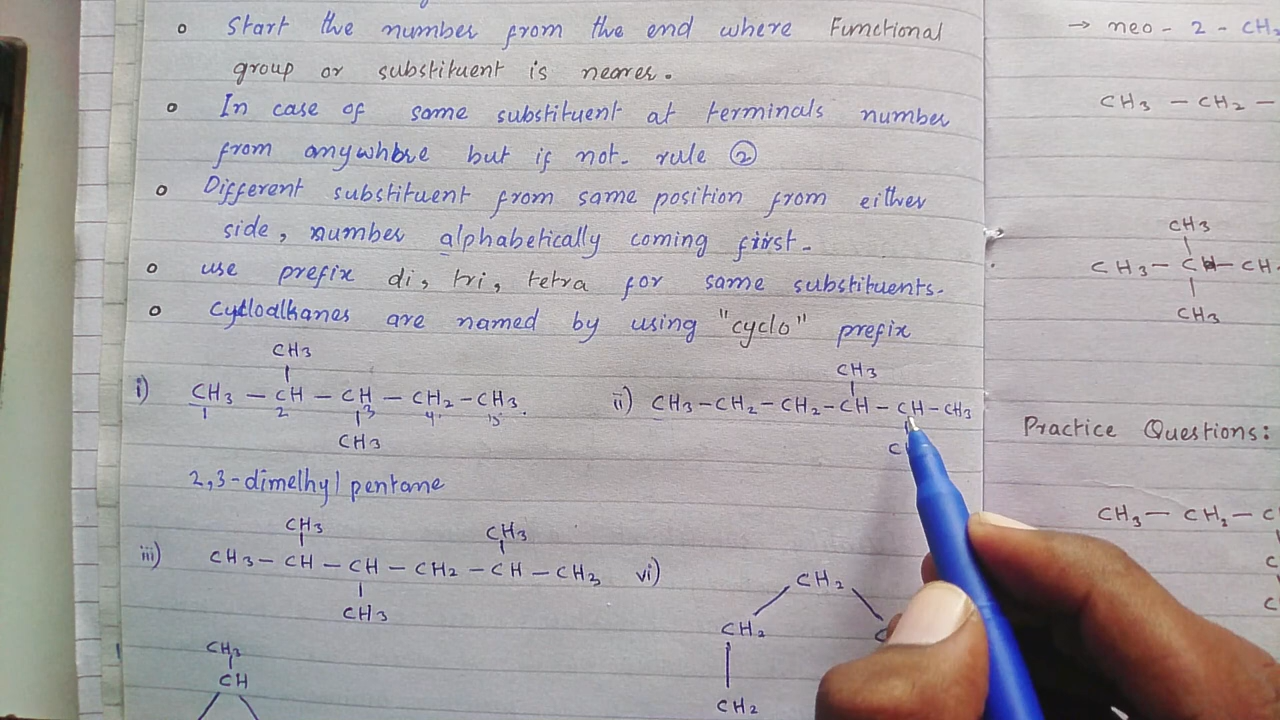 o Start the number from the end where Functional
group or substituent is nearer.
o In case of same substituent at terminals number
from anywhbre but if not. rule ②
o Different substituent from same position from either
side, number alphabetically coming first.
o use prefix di, tri, tetra for same substituents.
o Cyclodlkanes are named by using "cyclo" prefix
CH3
i) CH3 - CH - CH - CH2 - CH3.
1 2 3 4 5
CH3
2,3-dimethyl pentane
CH3
ii) CH3-CH2-CH2-CH-CH-CH3
CH3 CH3
iii) CH3-CH-CH-CH2-CH-CH3
CH3
vi) CH2
CH2
CH2
CH3
CH
→ neo - 2 - CH
CH3 - CH2 -
CH3
CH3 - CH - CH
CH3
Practice Questions:
CH3 - CH2 - C
C
C